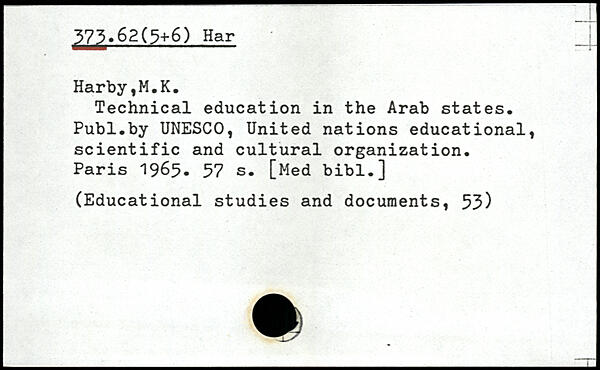 373.62(5+6) Har
Harby,M.K.
Technical education in the Arab states.
Publ.by UNESCO, United nations educational,
scientific and cultural organization.
Paris 1965. 57 s. [Med bibl.]
(Educational studies and documents, 53)